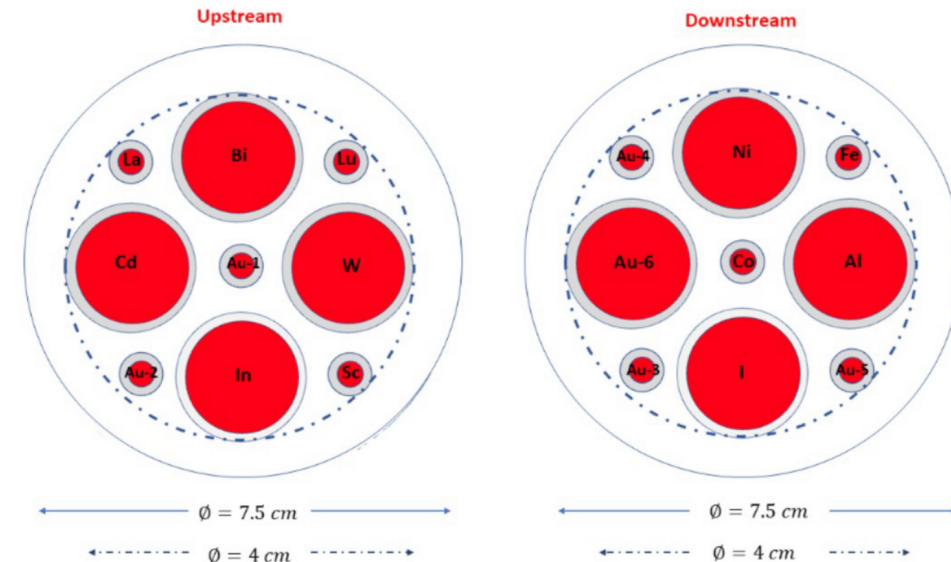 Upstream
Downstream
La
Bi
Lu
Cd
Au-1
W
Au-2
In
Sc
Au-4
Ni
Fe
Au-6
Co
Al
Au-3
I
Au-5
∅ = 7.5 cm
∅ = 4 cm
∅ = 7.5 cm
∅ = 4 cm